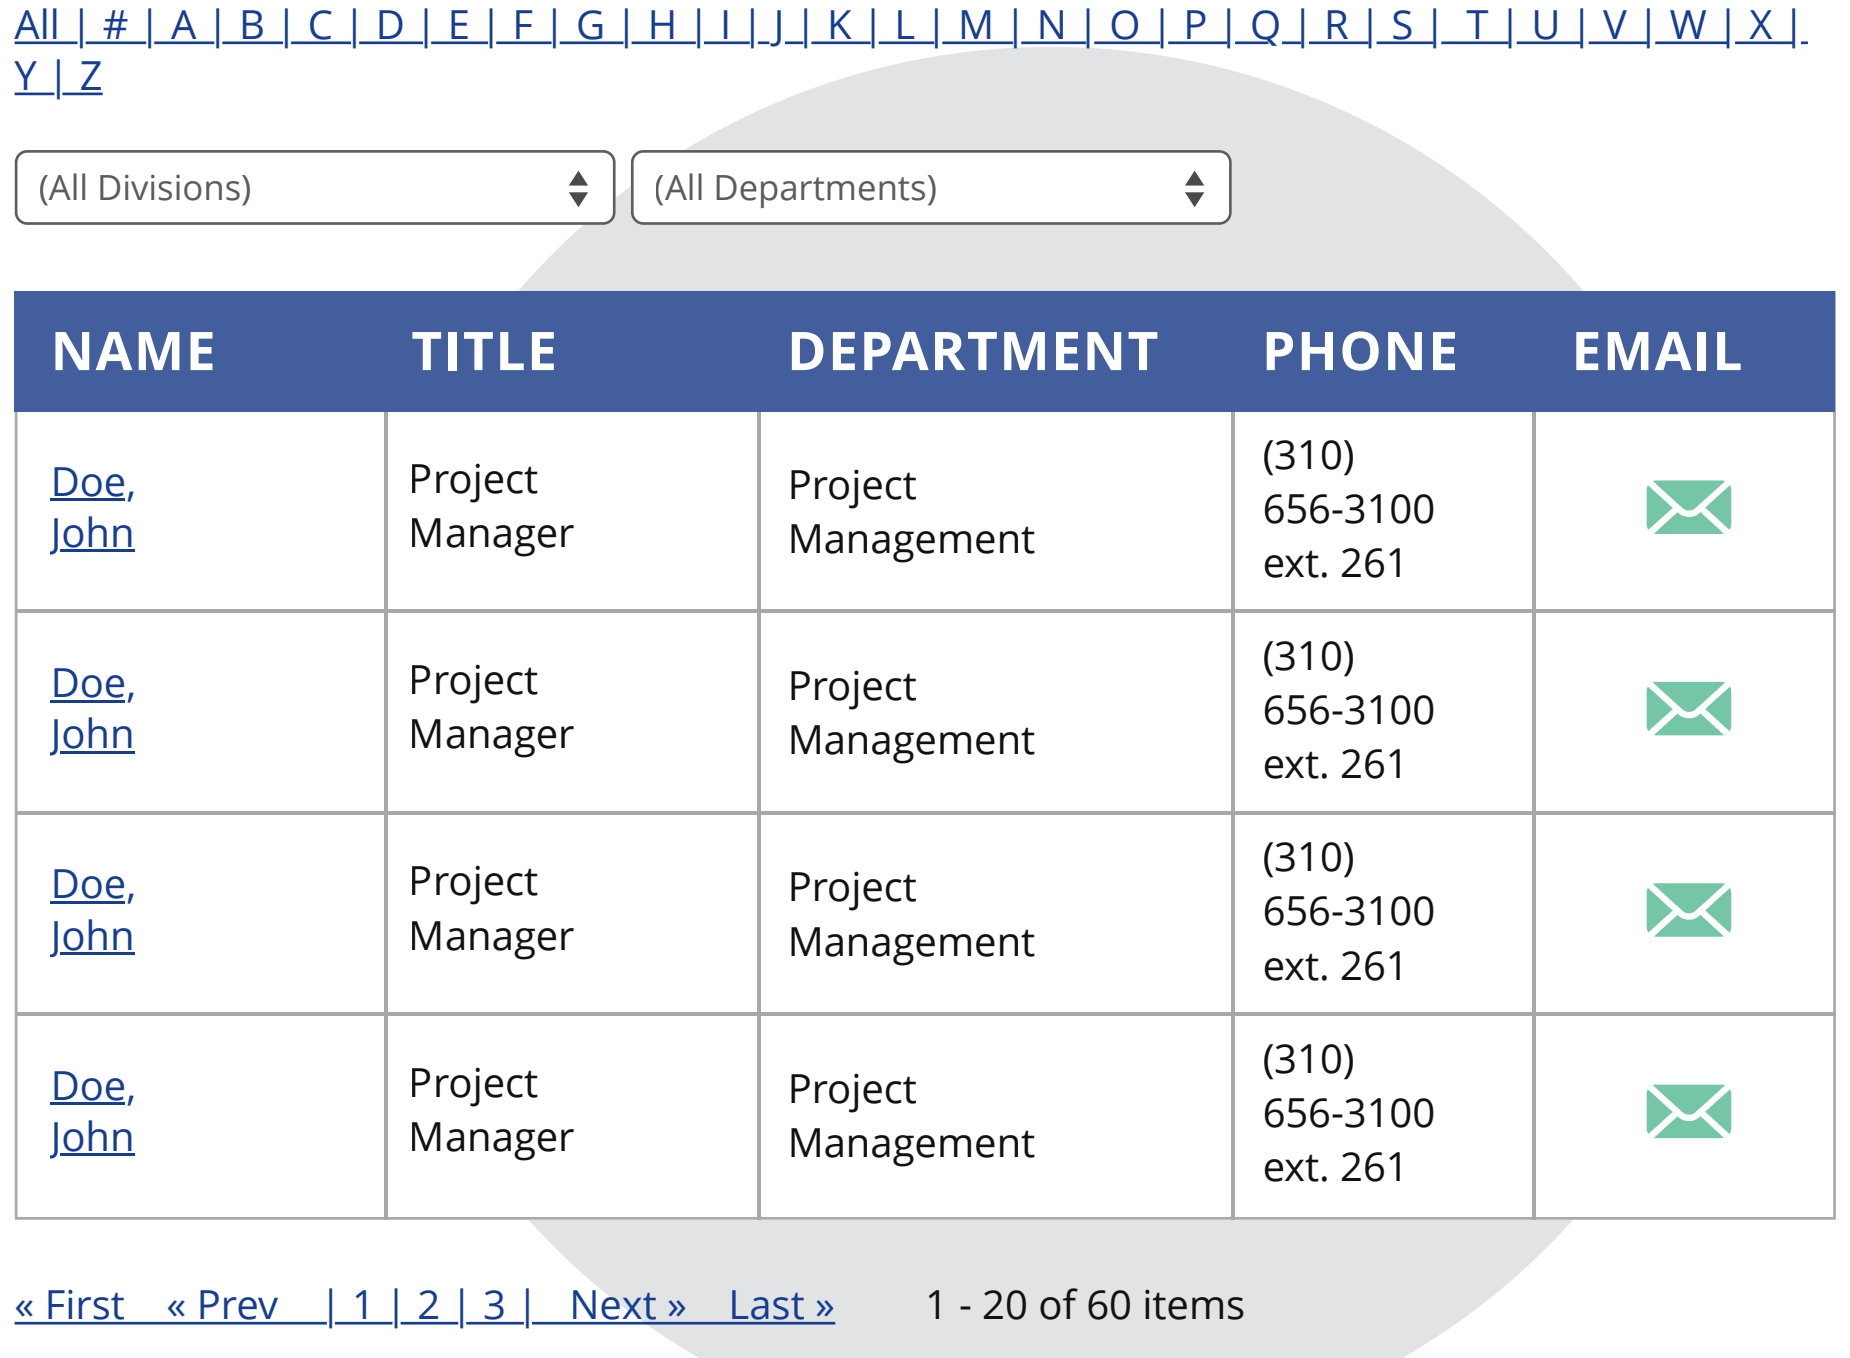 All | # | A | B | C | D | E | F | G | H | I | J | K | L | M | N | O | P | Q | R | S | T | U | V | W | X |
Y | Z
(All Divisions) (All Departments)
NAME TITLE DEPARTMENT PHONE EMAIL
Doe,
John
Project
Manager
Project
Management
(310)
656-3100
ext. 261
Doe,
John
Project
Manager
Project
Management
(310)
656-3100
ext. 261
Doe,
John
Project
Manager
Project
Management
(310)
656-3100
ext. 261
Doe,
John
Project
Manager
Project
Management
(310)
656-3100
ext. 261
« First « Prev | 1 | 2 | 3 | Next » Last » 1 - 20 of 60 items